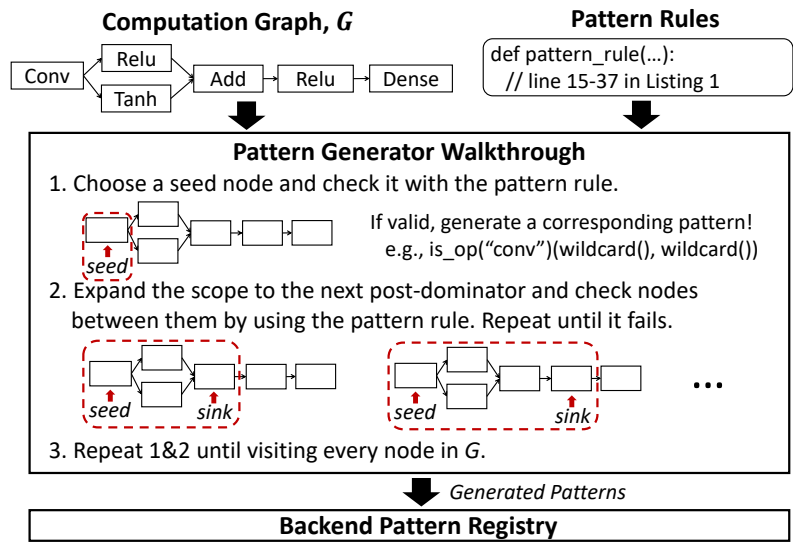 Computation Graph, G
Pattern Rules
Conv
Relu
Tanh
Add
Relu
Dense
def pattern_rule(...):
// line 15-37 in Listing 1
Pattern Generator Walkthrough
1. Choose a seed node and check it with the pattern rule.
seed
If valid, generate a corresponding pattern!
e.g., is_op(“conv”)(wildcard(), wildcard())
2. Expand the scope to the next post-dominator and check nodes
between them by using the pattern rule. Repeat until it fails.
seed
sink
seed
sink
...
3. Repeat 1&2 until visiting every node in G.
Generated Patterns
Backend Pattern Registry